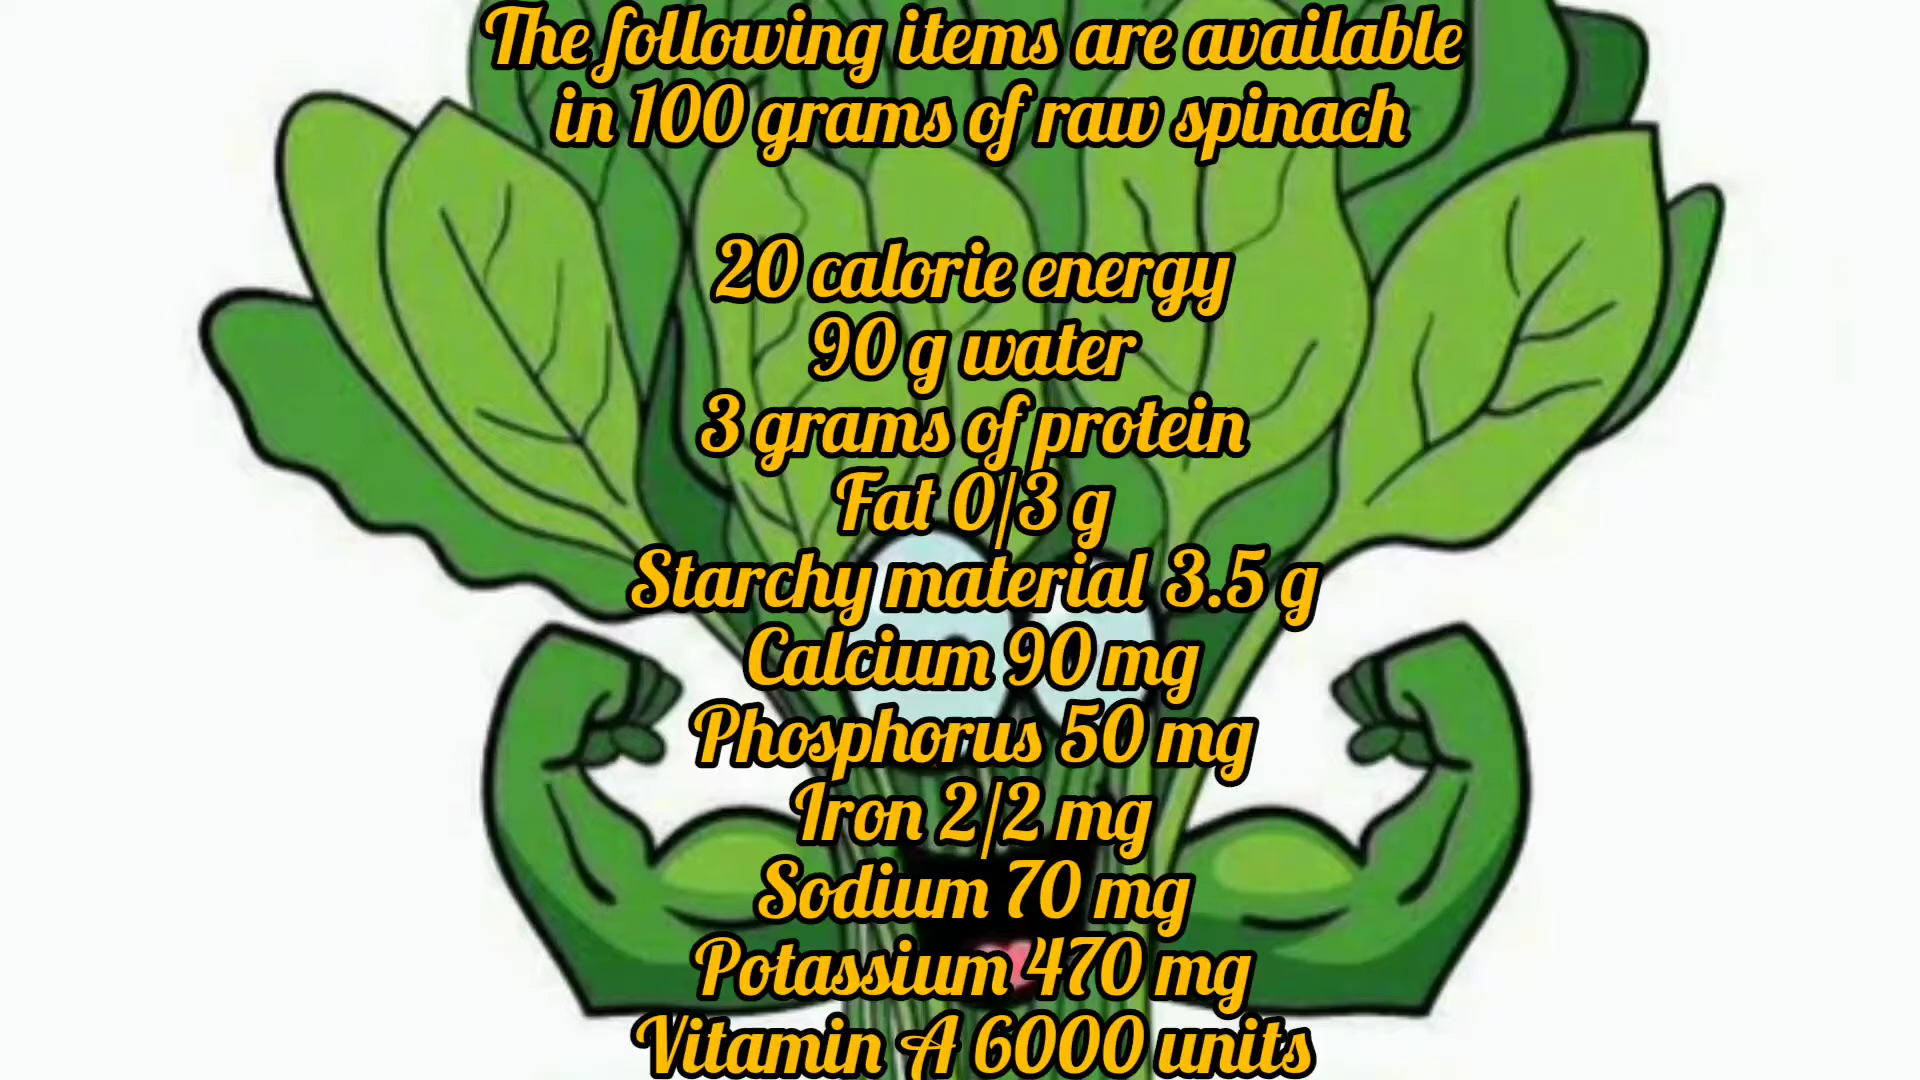 The following items are available
in 100 grams of raw spinach
20 calorie energy
90 g water
3 grams of protein
Fat 0/3 g
Starchy material 3.5 g
Calcium 90 mg
Phosphorus 50 mg
Iron 2/2 mg
Sodium 70 mg
Potassium 470 mg
Vitamin A 6000 units